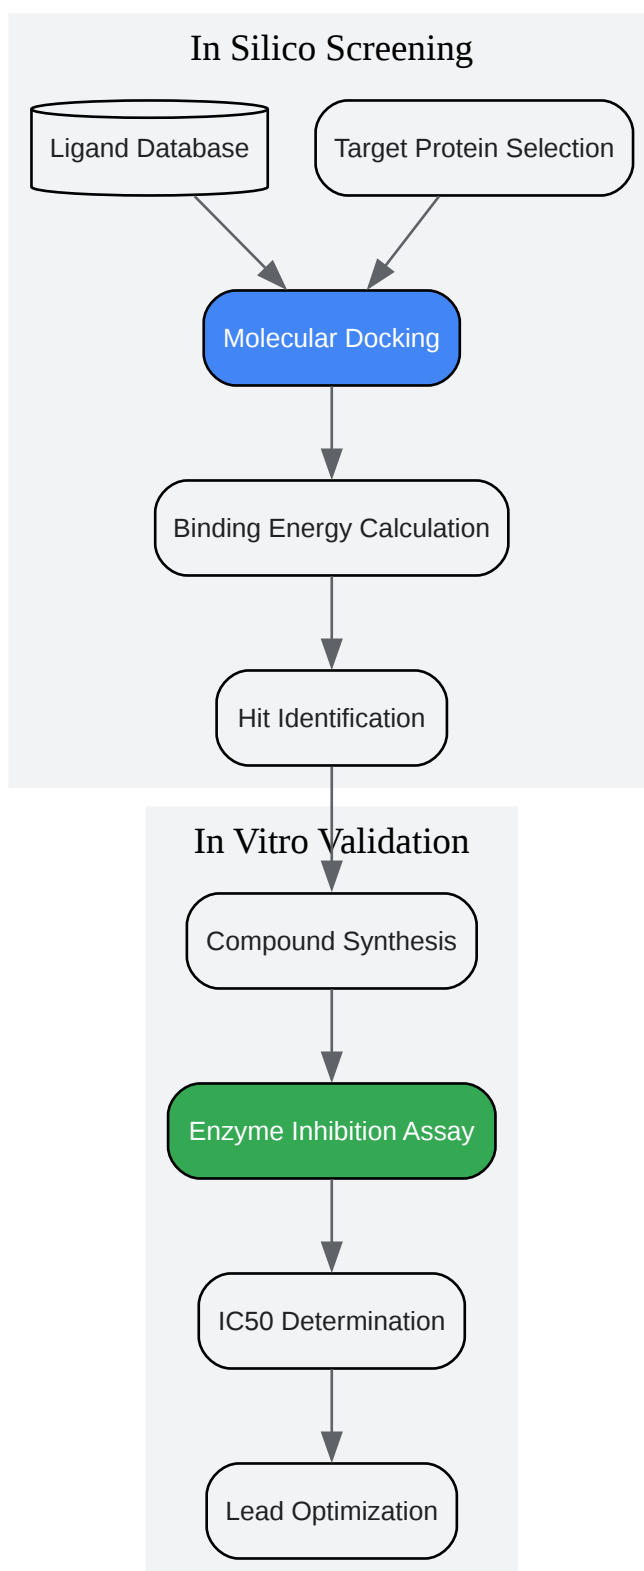 In Silico Screening
Ligand Database
Target Protein Selection
Molecular Docking
Binding Energy Calculation
Hit Identification
In Vitro Validation
Compound Synthesis
Enzyme Inhibition Assay
IC50 Determination
Lead Optimization